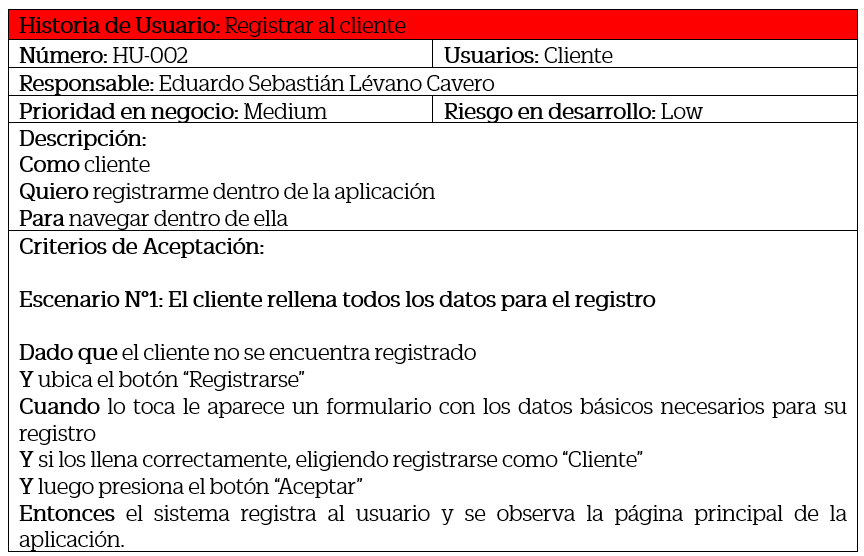 Historia de Usuario: Registrar al cliente
Número: HU-002
Usuarios: Cliente
Responsable: Eduardo Sebastián Lévano Cavero
Prioridad en negocio: Medium
Riesgo en desarrollo: Low
Descripción:
Como cliente
Quiero registrarme dentro de la aplicación
Para navegar dentro de ella
Criterios de Aceptación:
Escenario N°1: El cliente rellena todos los datos para el registro
Dado que el cliente no se encuentra registrado
Y ubica el botón “Registrarse”
Cuando lo toca le aparece un formulario con los datos básicos necesarios para su
registro
Y si los llena correctamente, eligiendo registrarse como “Cliente”
Y luego presiona el botón “Aceptar”
Entonces el sistema registra al usuario y se observa la página principal de la
aplicación.